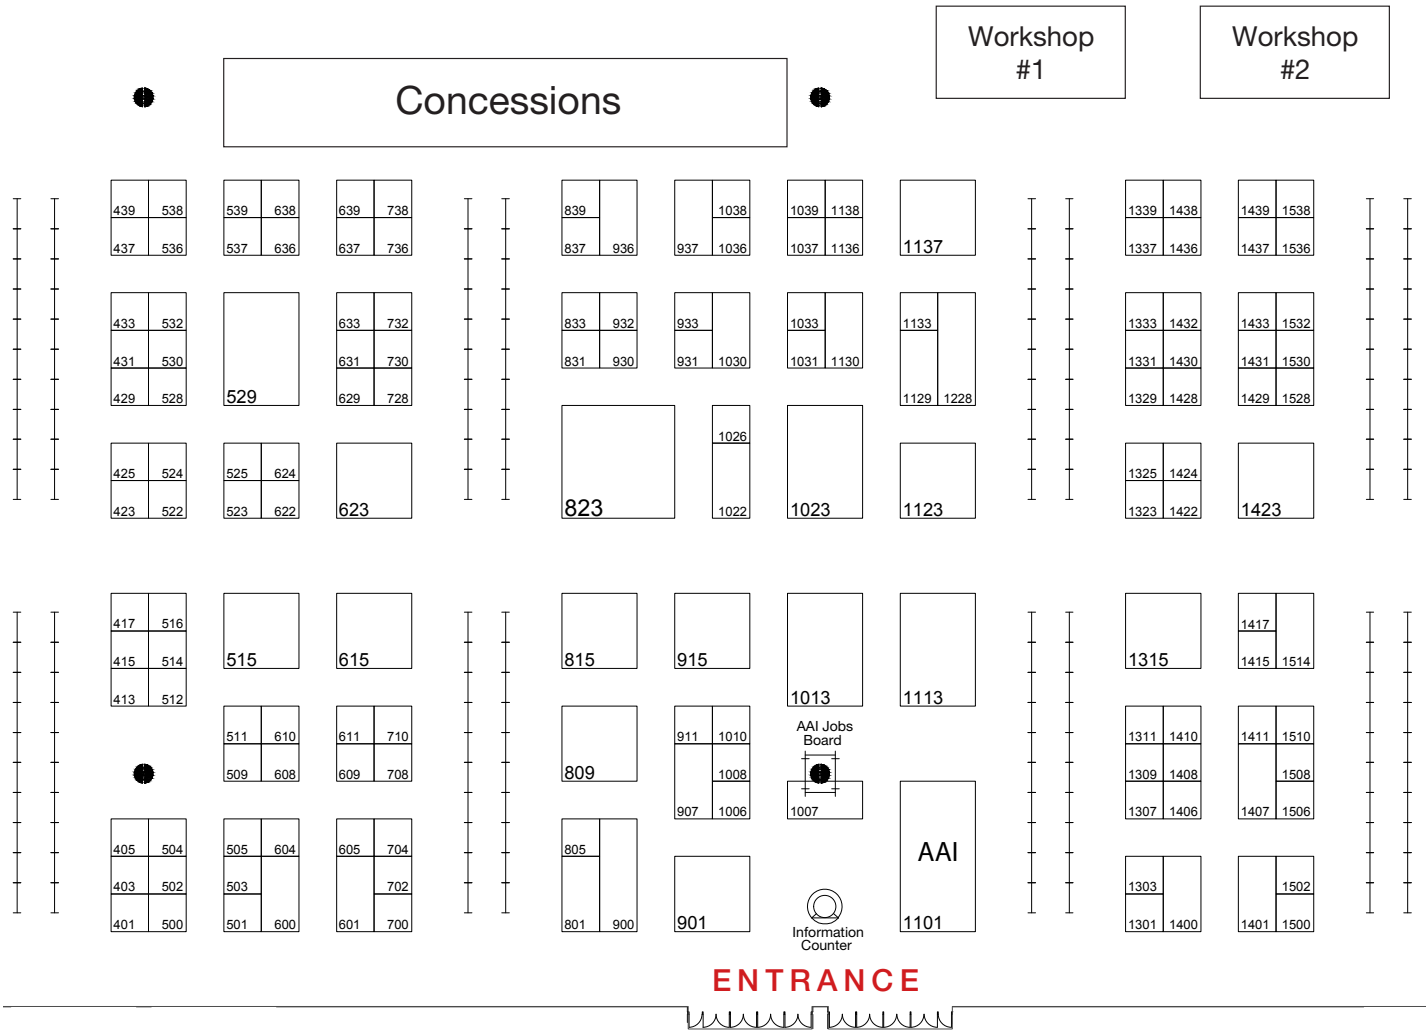 Workshop
#1
Workshop
#2
Concessions
439 538 539 638 639 738 839 1038 1039 1138 1339 1438 1439 1538
437 536 537 636 637 736 837 936 937 1036 1037 1136 1137 1337 1436 1437 1536
433 532 633 732 833 932 933 1033 1133 1333 1432 1433 1532
431 530 631 730 831 930 931 1030 1031 1130 1331 1430 1431 1530
429 528 529 629 728 1129 1228 1329 1428 1429 1528
1026
425 524 525 624 1325 1424
423 522 523 622 623 823 1022 1023 1123 1323 1422 1423
417 516 1417
415 514 515 615 815 915 1315 1415 1514
413 512 1013 1113
AAI Jobs
Board
511 610 611 710 911 1010 1311 1410 1411 1510
509 608 609 708 809 1008 1309 1408 1508
907 1006 1007 1307 1406 1407 1506
405 504 505 604 605 704 805 AAI
403 502 503 702 1303 1502
401 500 501 600 601 700 801 900 901 1101 1301 1400 1401 1500
Information
Counter
ENTRANCE